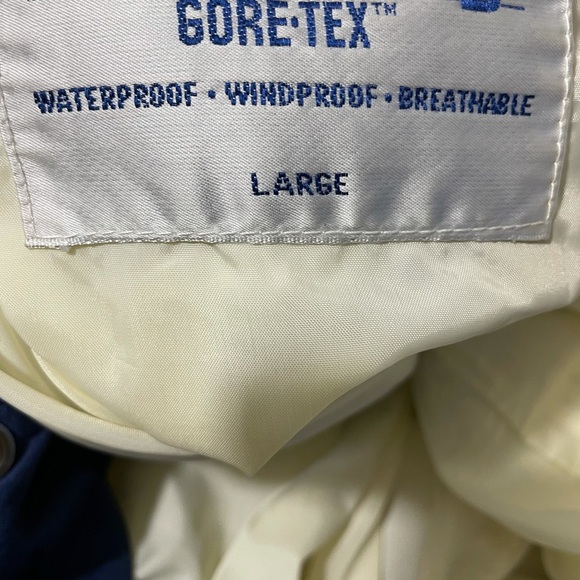 GORE-TEX™
WATERPROOF • WINDPROOF • BREATHABLE
LARGE